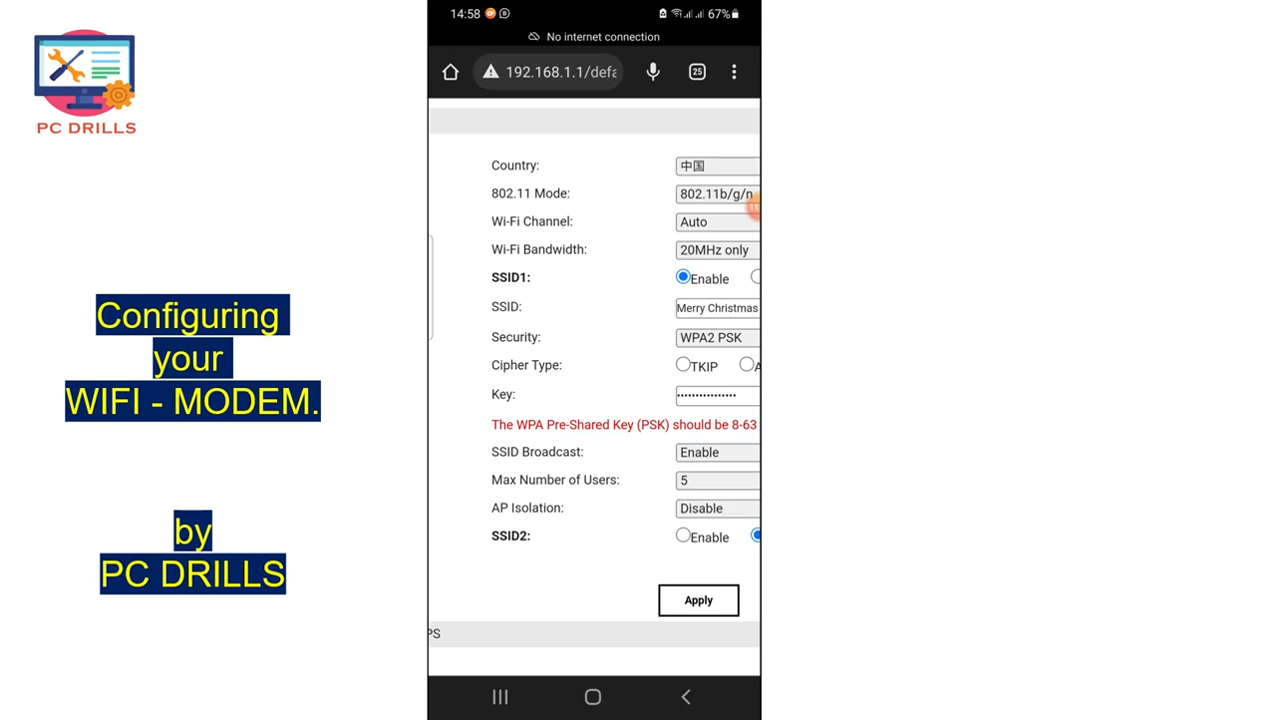 PC DRILLS
Configuring
your
WIFI - MODEM.
by
PC DRILLS
14:58
67%
No internet connection
192.168.1.1/defa
25
Country:
中国
802.11 Mode:
802.11b/g/n
Wi-Fi Channel:
Auto
Wi-Fi Bandwidth:
20MHz only
SSID1:
Enable
SSID:
Merry Christmas
Security:
WPA2 PSK
Cipher Type:
TKIP
A
Key:
••••••••••••••••
The WPA Pre-Shared Key (PSK) should be 8-63
SSID Broadcast:
Enable
Max Number of Users:
5
AP Isolation:
Disable
SSID2:
Enable
Apply
PS